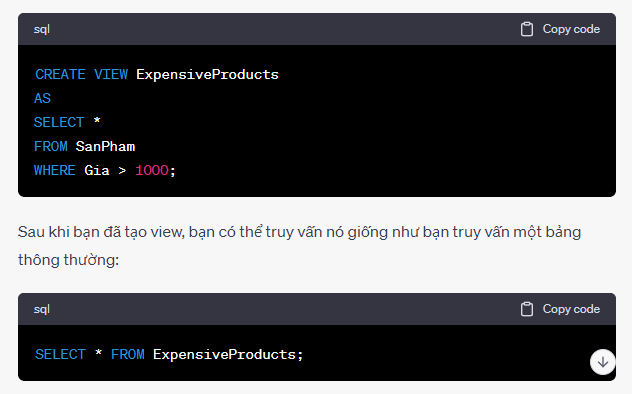 sql Copy code
CREATE VIEW ExpensiveProducts
AS
SELECT *
FROM SanPham
WHERE Gia > 1000;
Sau khi bạn đã tạo view, bạn có thể truy vấn nó giống như bạn truy vấn một bảng
thông thường:
sql Copy code
SELECT * FROM ExpensiveProducts;